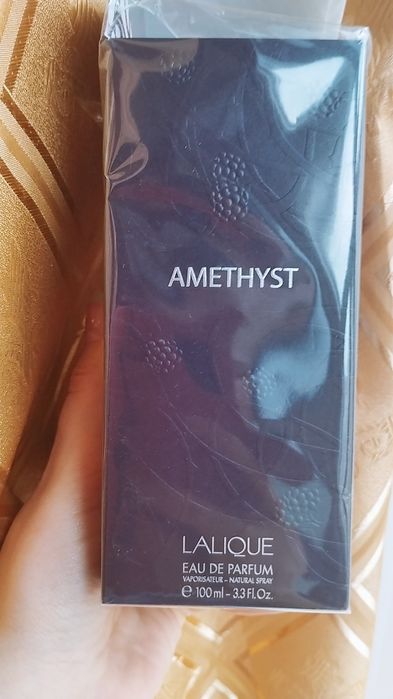 AMETHYST
LALIQUE
EAU DE PARFUM
VAPORISATEUR - NATURAL SPRAY
℮ 100 ml - 3.3 Fl.Oz.